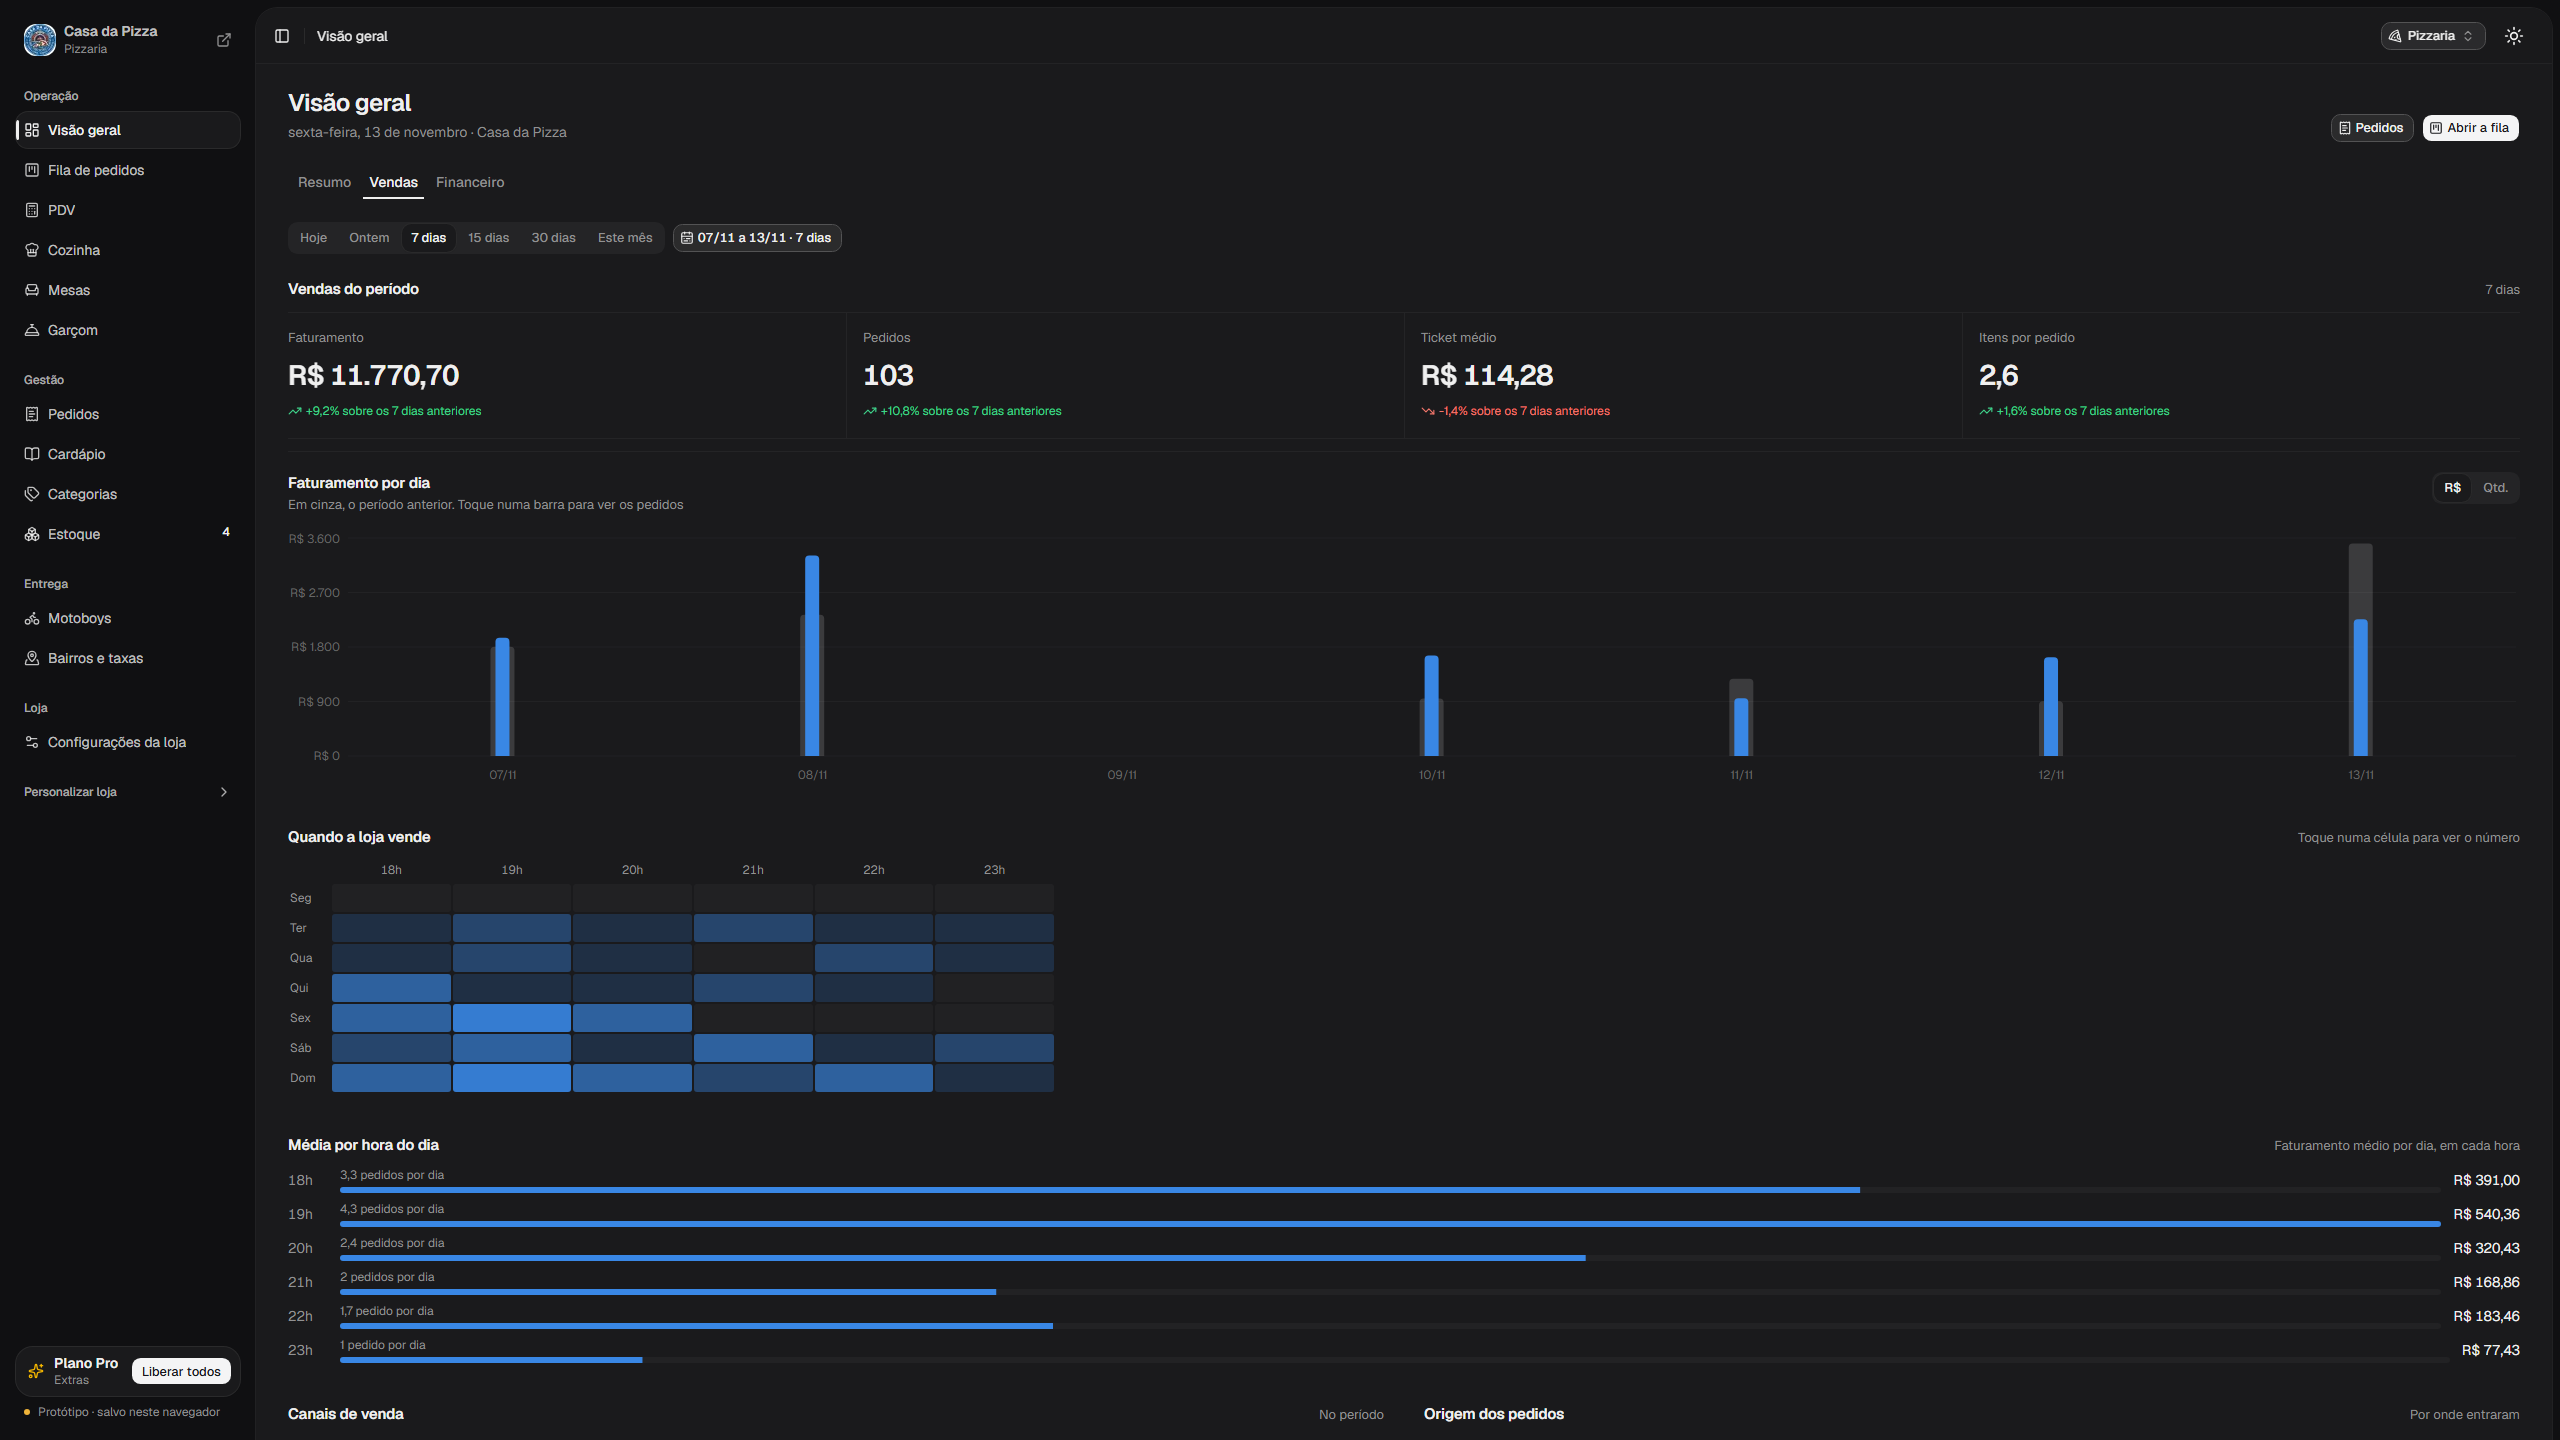 Casa da Pizza
Pizzaria
Operação
Visão geral
Fila de pedidos
PDV
Cozinha
Mesas
Garçom
Gestão
Pedidos
Cardápio
Categorias
Estoque 4
Entrega
Motoboys
Bairros e taxas
Loja
Configurações da loja
Personalizar loja
Plano Pro
Extras
Liberar todos
Protótipo · salvo neste navegador
Visão geral
Pizzaria
Visão geral
sexta-feira, 13 de novembro · Casa da Pizza
Pedidos
Abrir a fila
Resumo Vendas Financeiro
Hoje Ontem 7 dias 15 dias 30 dias Este mês 07/11 a 13/11 · 7 dias
Vendas do período 7 dias
Faturamento
R$ 11.770,70
+9,2% sobre os 7 dias anteriores
Pedidos
103
+10,8% sobre os 7 dias anteriores
Ticket médio
R$ 114,28
-1,4% sobre os 7 dias anteriores
Itens por pedido
2,6
+1,6% sobre os 7 dias anteriores
Faturamento por dia
Em cinza, o período anterior. Toque numa barra para ver os pedidos
R$ Qtd.
R$ 3.600
R$ 2.700
R$ 1.800
R$ 900
R$ 0
07/11 08/11 09/11 10/11 11/11 12/11 13/11
Quando a loja vende Toque numa célula para ver o número
18h 19h 20h 21h 22h 23h
Seg
Ter
Qua
Qui
Sex
Sáb
Dom
Média por hora do dia Faturamento médio por dia, em cada hora
18h 3,3 pedidos por dia R$ 391,00
19h 4,3 pedidos por dia R$ 540,36
20h 2,4 pedidos por dia R$ 320,43
21h 2 pedidos por dia R$ 168,86
22h 1,7 pedido por dia R$ 183,46
23h 1 pedido por dia R$ 77,43
Canais de venda No período
Origem dos pedidos Por onde entraram